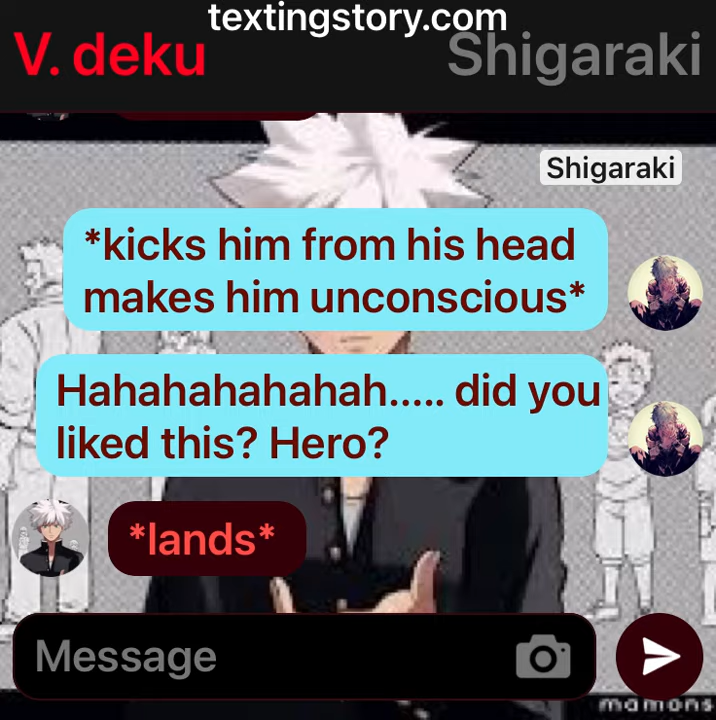 textingstory.com
V. deku
Shigaraki
Shigaraki
*kicks him from his head
makes him unconscious*
Hahahahahahah..... did you
liked this? Hero?
*lands*
Message
mamons